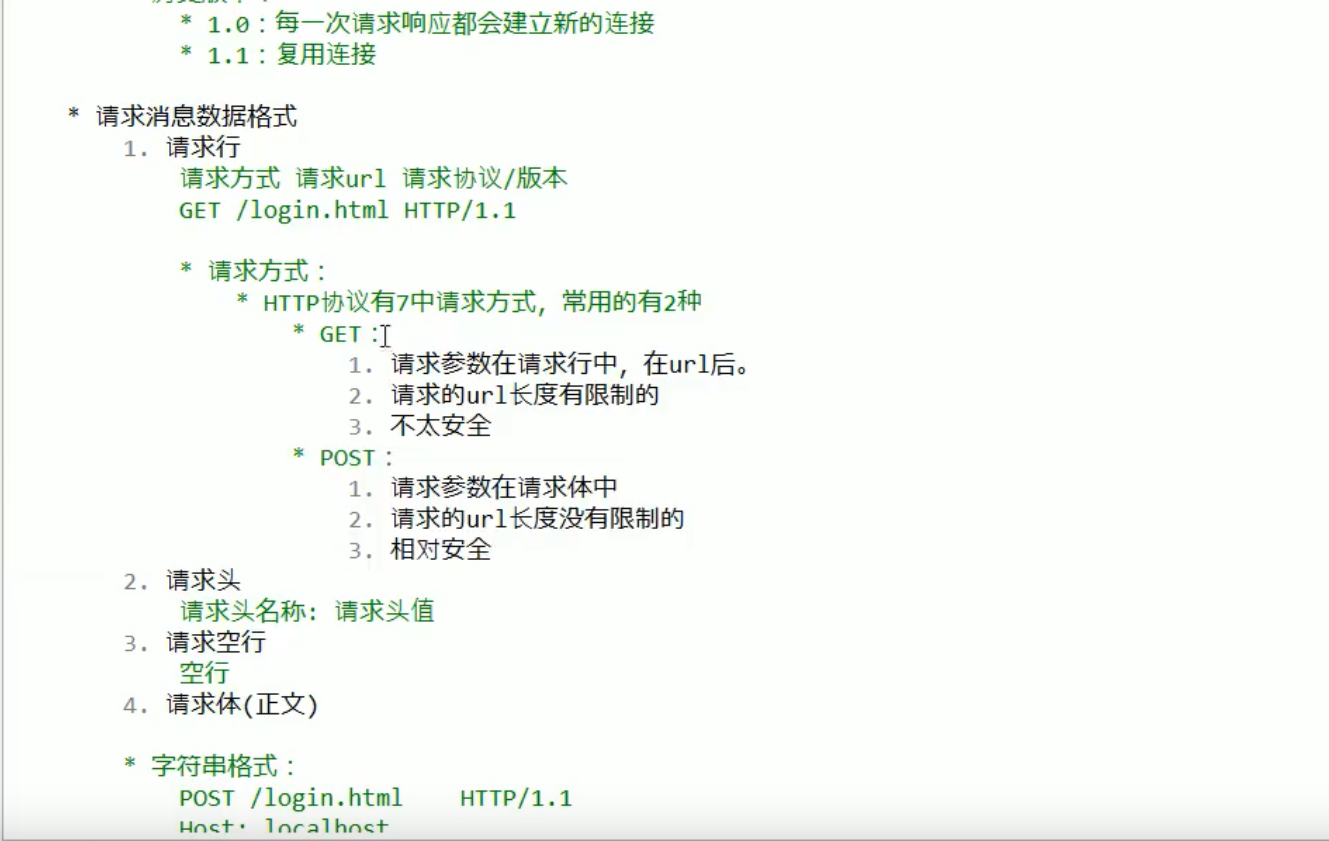 * 1.0：每一次请求响应都会建立新的连接
* 1.1：复用连接
* 请求消息数据格式
1. 请求行
请求方式 请求url 请求协议/版本
GET /login.html HTTP/1.1
* 请求方式：
* HTTP协议有7中请求方式，常用的有2种
* GET：
1. 请求参数在请求行中，在url后。
2. 请求的url长度有限制的
3. 不太安全
* POST：
1. 请求参数在请求体中
2. 请求的url长度没有限制的
3. 相对安全
2. 请求头
请求头名称: 请求头值
3. 请求空行
空行
4. 请求体(正文)
* 字符串格式：
POST /login.html HTTP/1.1
Host: localhost